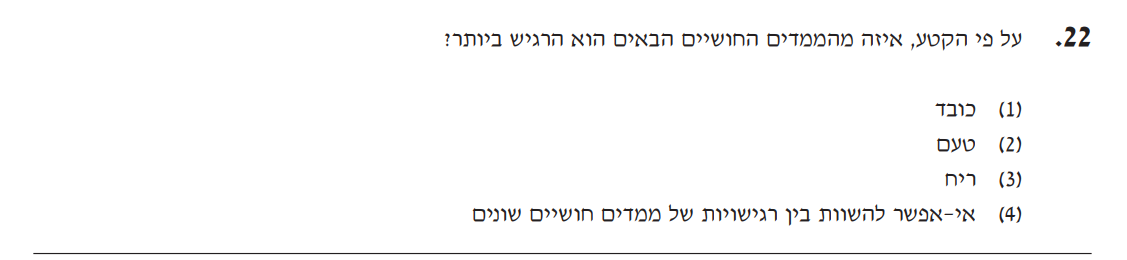 22. על פי הקטע, איזה מהממדים החושיים הבאים הוא הרגיש ביותר?
(1) כובד
(2) טעם
(3) ריח
(4) אי-אפשר להשוות בין רגישויות של ממדים חושיים שונים